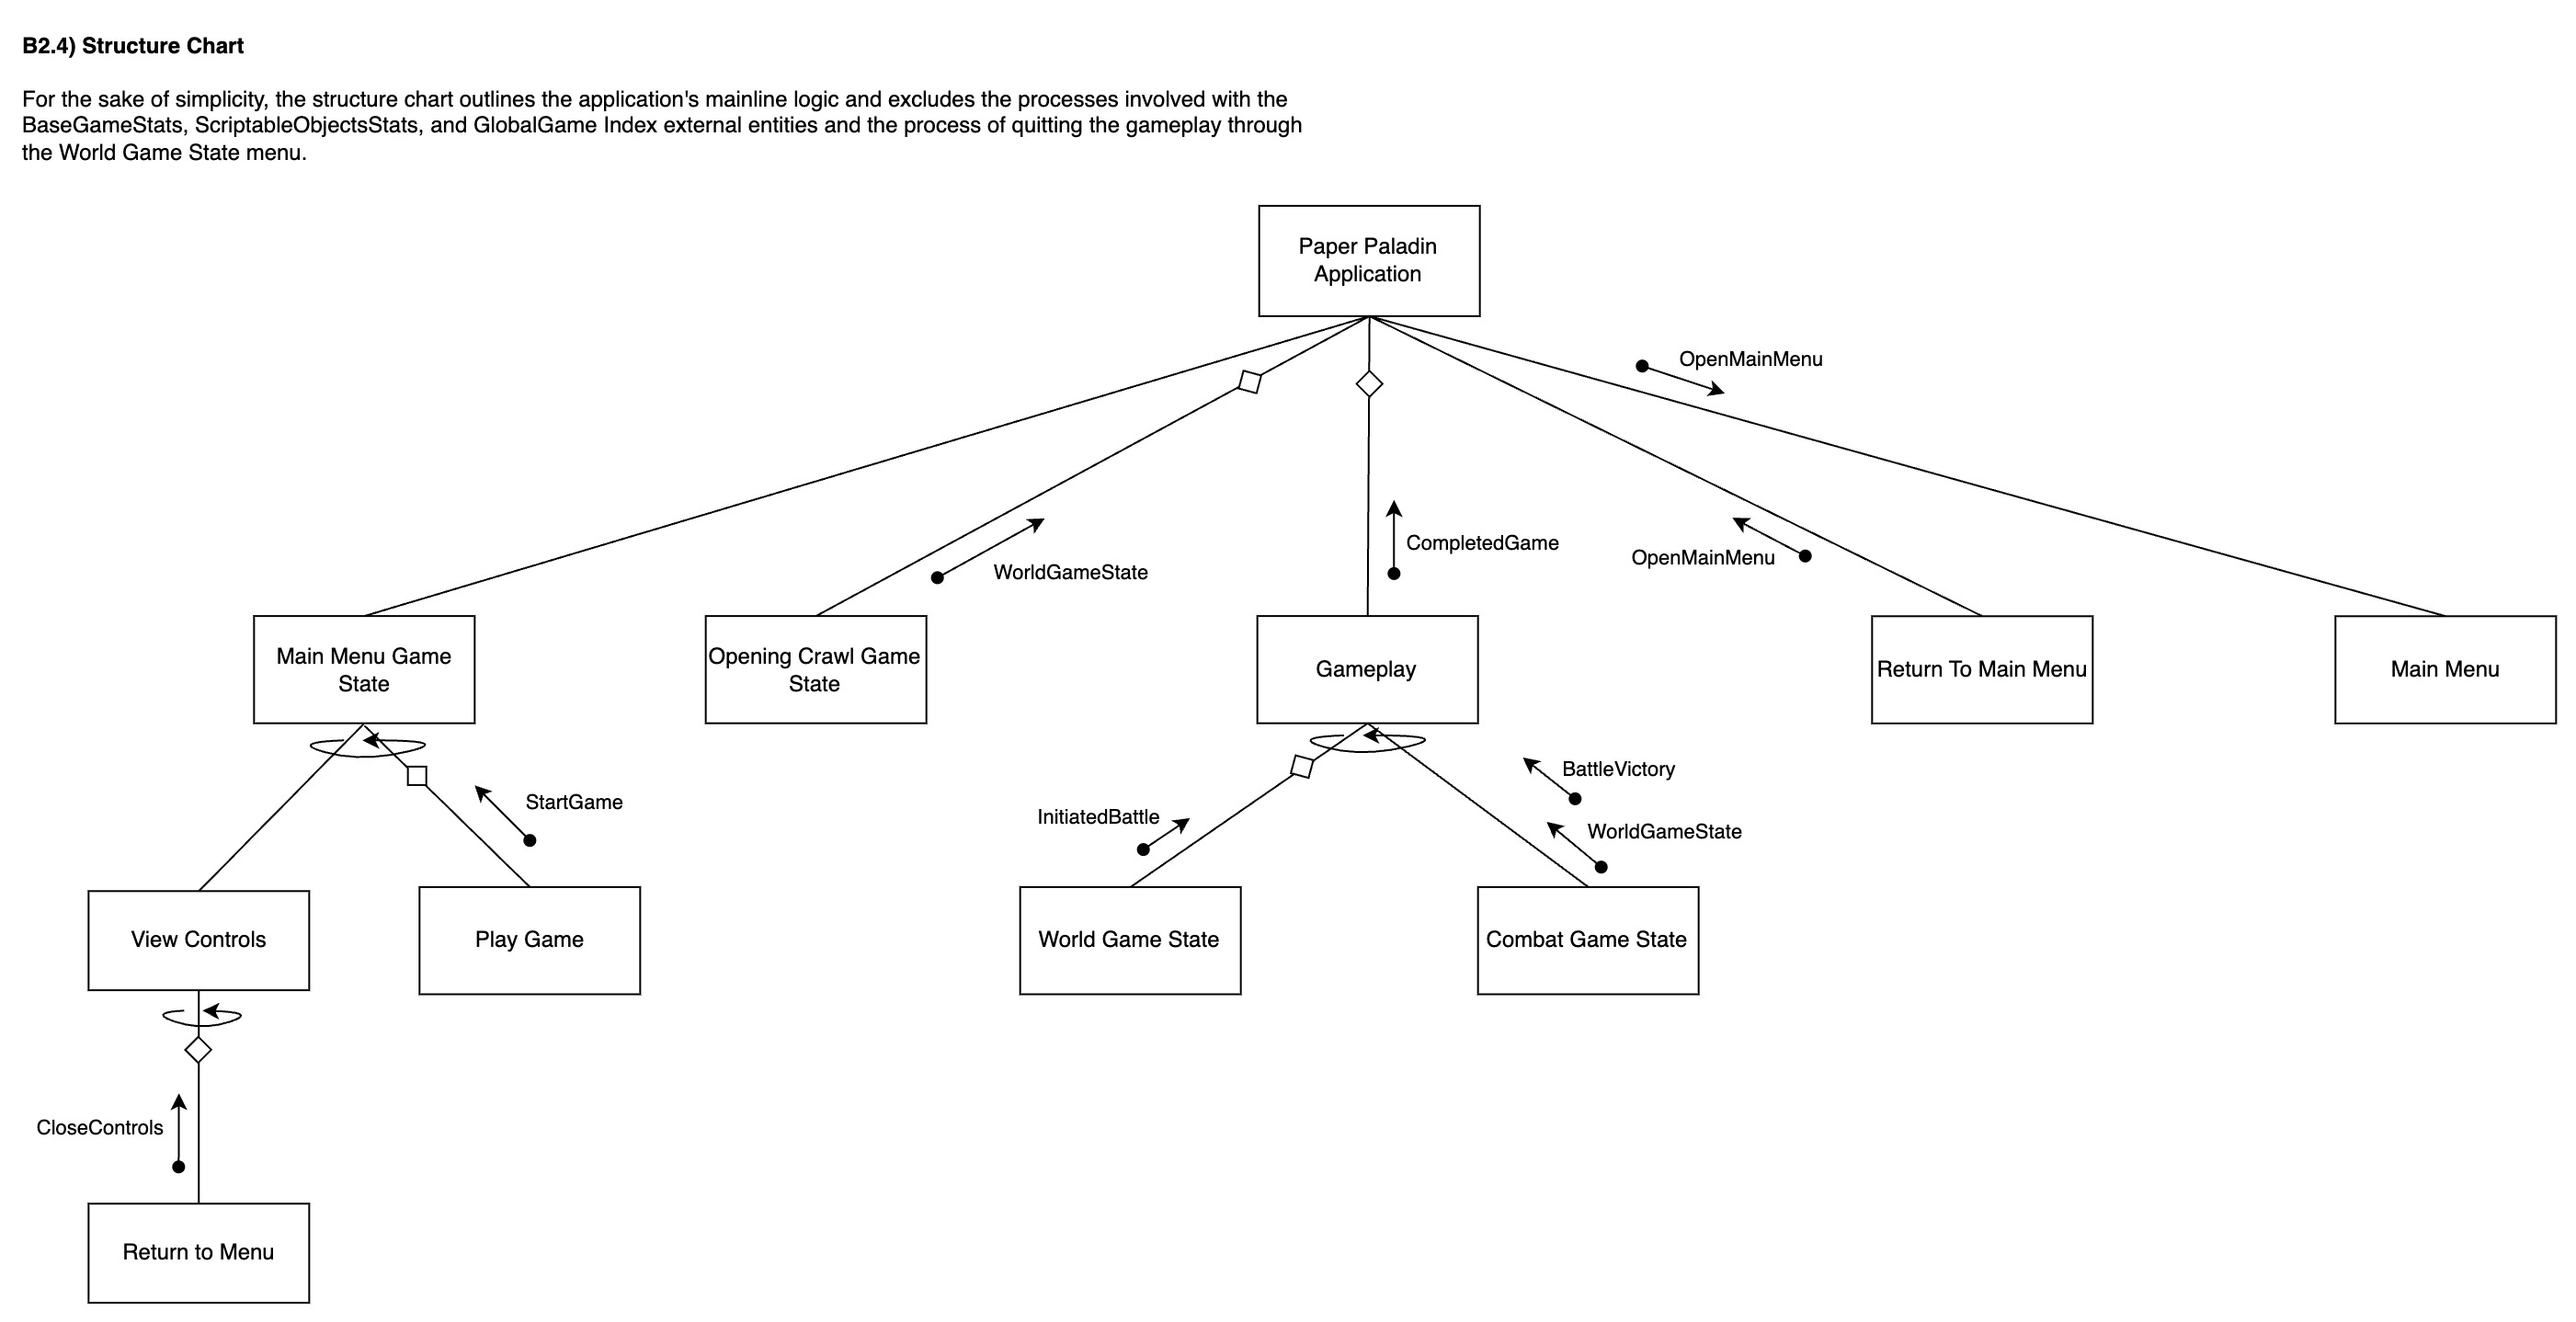 B2.4) Structure Chart
For the sake of simplicity, the structure chart outlines the application's mainline logic and excludes the processes involved with the
BaseGameStats, ScriptableObjectsStats, and GlobalGame Index external entities and the process of quitting the gameplay through
the World Game State menu.
Paper Paladin
Application
OpenMainMenu
WorldGameState
CompletedGame
OpenMainMenu
Main Menu Game
State
Opening Crawl Game
State
Gameplay
Return To Main Menu
Main Menu
StartGame
InitiatedBattle
BattleVictory
WorldGameState
View Controls
Play Game
World Game State
Combat Game State
CloseControls
Return to Menu